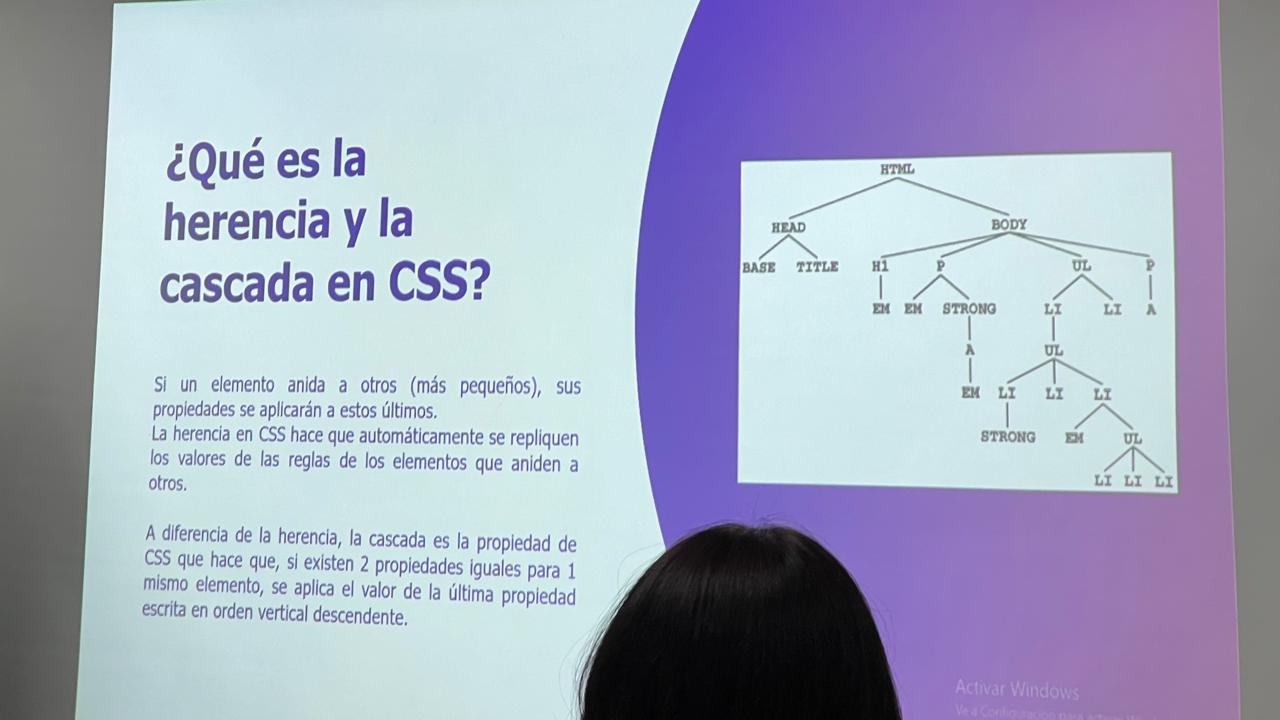 ¿Qué es la
herencia y la
cascada en CSS?
Si un elemento anida a otros (más pequeños), sus
propiedades se aplicarán a estos últimos.
La herencia en CSS hace que automáticamente se repliquen
los valores de las reglas de los elementos que aniden a
otros.
A diferencia de la herencia, la cascada es la propiedad de
CSS que hace que, si existen 2 propiedades iguales para 1
mismo elemento, se aplica el valor de la última propiedad
escrita en orden vertical descendente.
HTML
HEAD BODY
BASE TITLE H1 P UL P
EM EM STRONG LI LI A
A UL
EM LI LI LI
STRONG EM UL
LI LI LI
Activar Windows
Ve a Configuración para